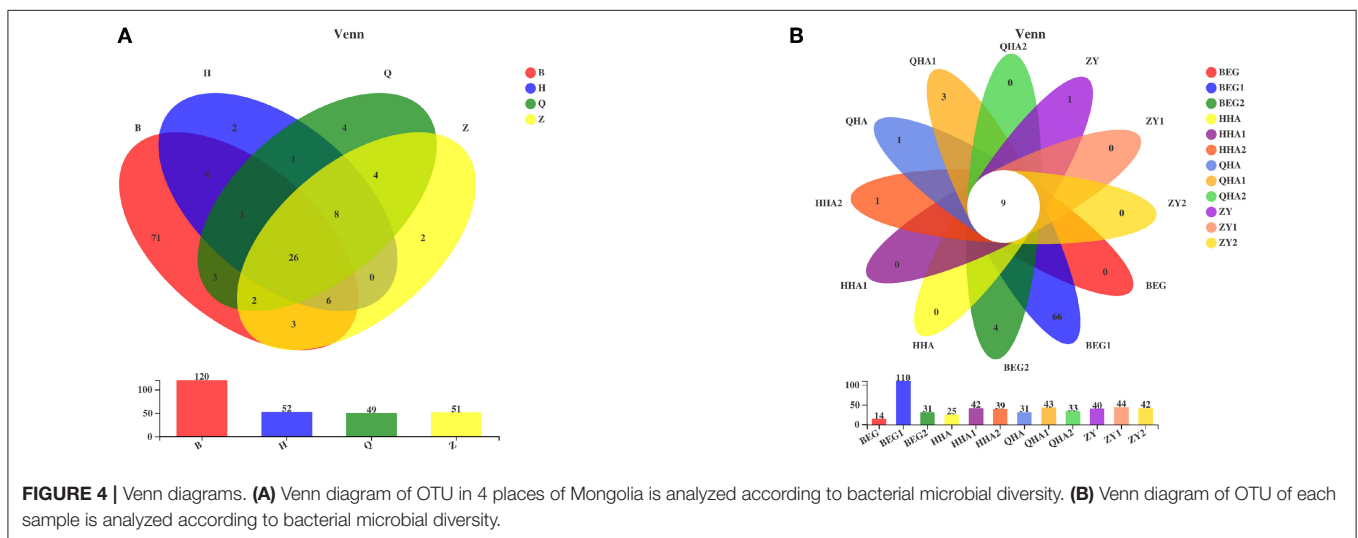 A
Venn
H
Q
B
Z
2
4
1
8
4
71
1
8
2
26
3
0
2
6
3
B
H
Q
Z
120
100
52
49
51
50
0
B
H
Q
Z
B
Venn
QHA2
QHA1
ZY
0
3
1
QHA
ZY1
1
0
HHA2
ZY2
1
9
0
0
0
HHA1
BEG
0
4
66
HHA
BEG1
BEG2
BEG
BEG1
BEG2
HHA
HHA1
HHA2
QHA
QHA1
QHA2
ZY
ZY1
ZY2
110
100
50
0
14
31
25
42
39
31
43
33
40
44
42
BEG
BEG1
BEG2
HHA
HHA1
HHA2
QHA
QHA1
QHA2
ZY
ZY1
ZY2
FIGURE 4 | Venn diagrams. (A) Venn diagram of OTU in 4 places of Mongolia is analyzed according to bacterial microbial diversity. (B) Venn diagram of OTU of each
sample is analyzed according to bacterial microbial diversity.